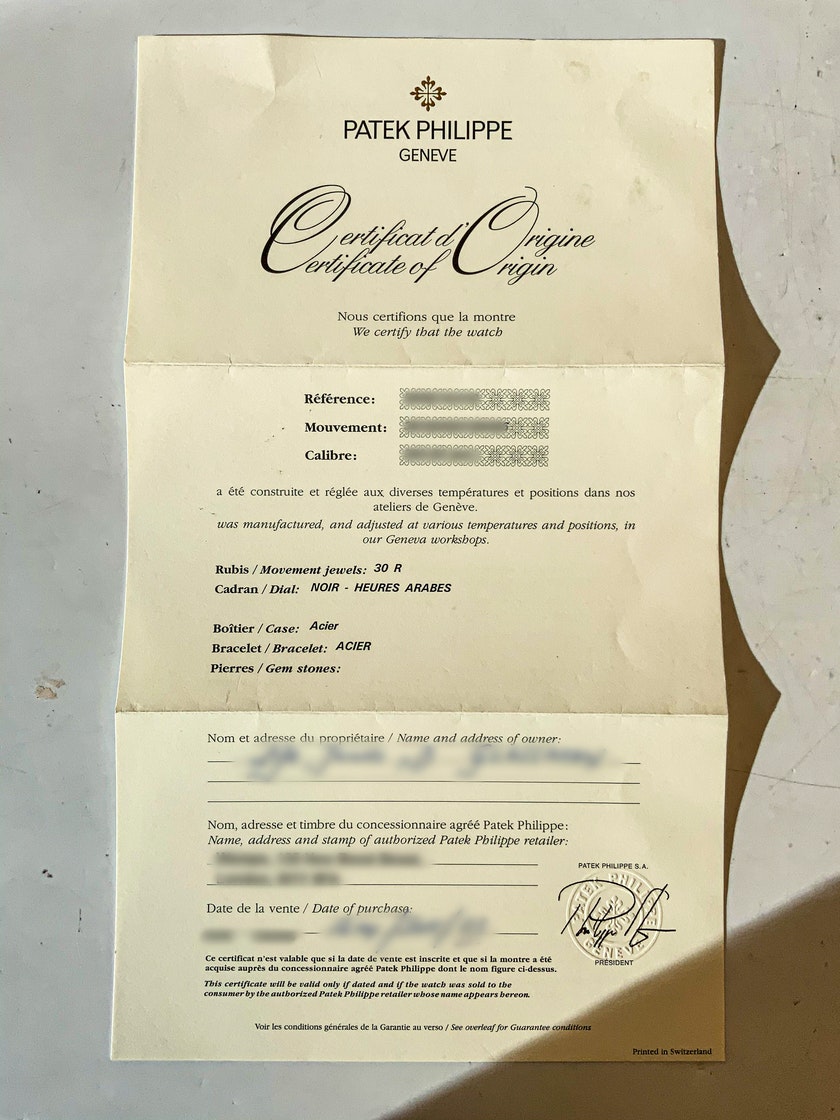 PATEK PHILIPPE
GENEVE
Certificat d'Origine
Certificate of Origin
Nous certifions que la montre
We certify that the watch
Référence:
Mouvement:
Calibre:
a été construite et réglée aux diverses températures et positions dans nos
ateliers de Genève.
was manufactured, and adjusted at various temperatures and positions, in
our Geneva workshops.
Rubis / Movement jewels: 30 R
Cadran / Dial: NOIR - HEURES ARABES
Boîtier / Case: Acier
Bracelet / Bracelet: ACIER
Pierres / Gem stones:
Nom et adresse du propriétaire / Name and address of owner:
Nom, adresse et timbre du concessionnaire agréé Patek Philippe:
Name, address and stamp of authorized Patek Philippe retailer:
PATEK PHILIPPE S.A.
PATEK PHILIPPE
GENEVE
Date de la vente / Date of purchase:
PRÉSIDENT
Ce certificat n'est valable que si la date de vente est inscrite et que si la montre a été
acquise auprès du concessionnaire agréé Patek Philippe dont le nom figure ci-dessus.
This certificate will be valid only if dated and if the watch was sold to the
consumer by the authorized Patek Philippe retailer whose name appears hereon.
Voir les conditions générales de la Garantie au verso / See overleaf for Guarantee conditions
Printed in Switzerland